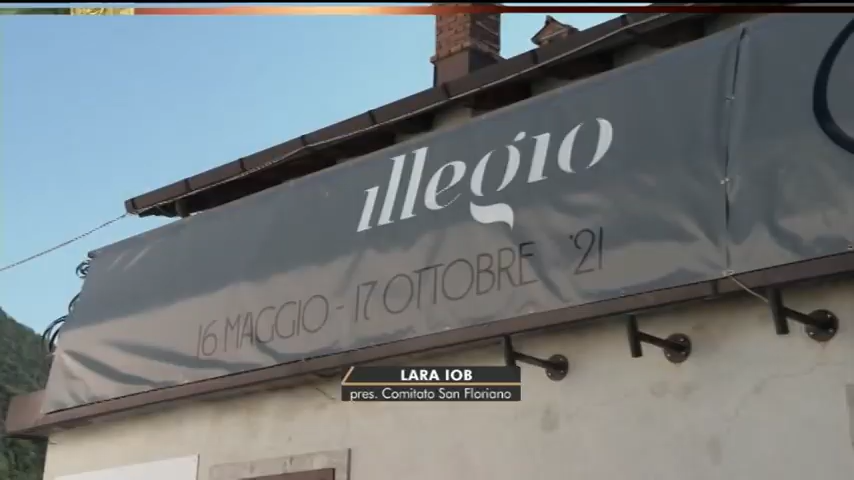 illegio
16 MAGGIO - 17 OTTOBRE '21
LARA IOB
pres. Comitato San Floriano